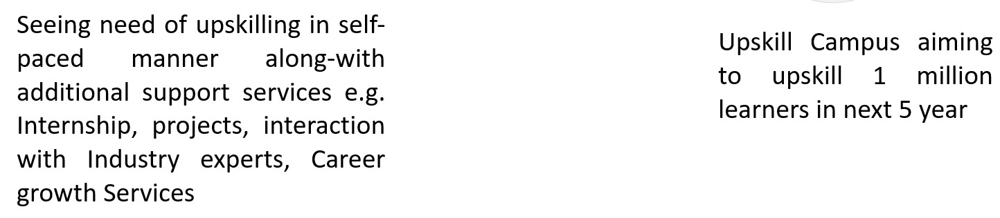 Seeing need of upskilling in self-
paced manner along-with
additional support services e.g.
Internship, projects, interaction
with Industry experts, Career
growth Services
Upskill Campus aiming
to upskill 1 million
learners in next 5 year